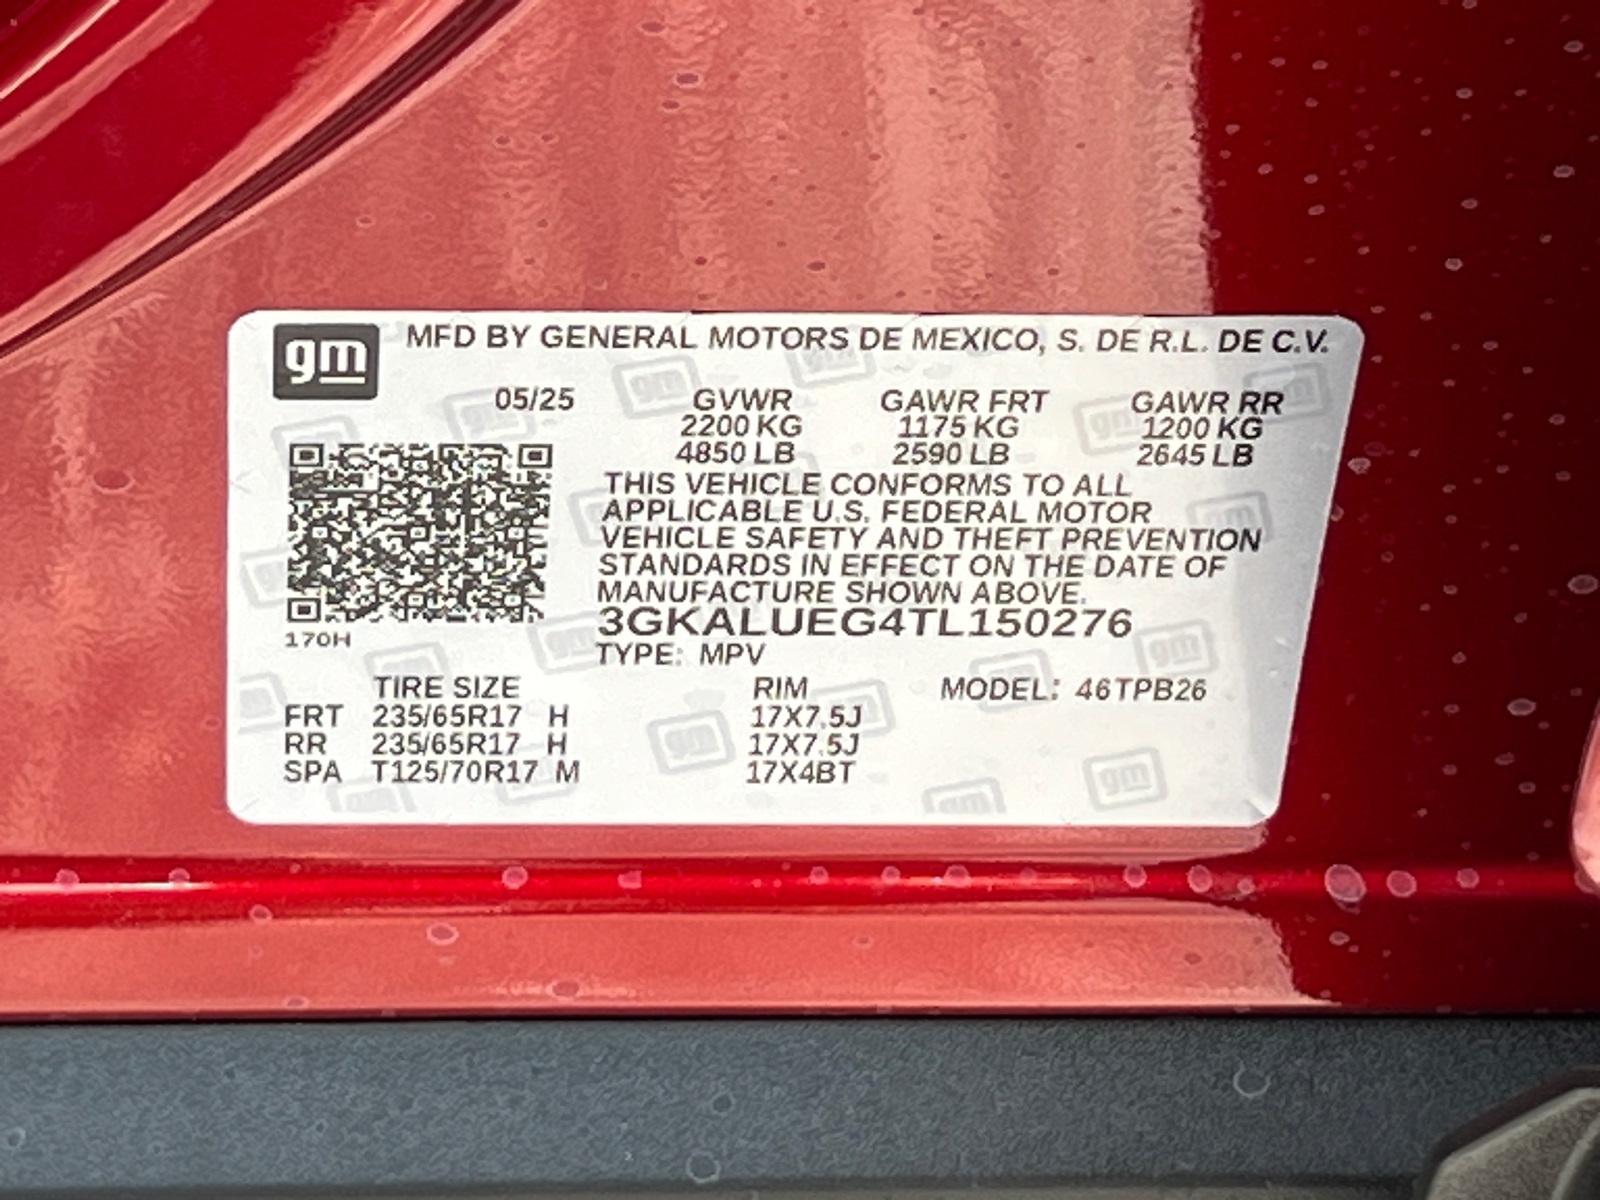 gm MFD BY GENERAL MOTORS DE MEXICO, S. DE R.L. DE C.V.
05/25 GVWR GAWR FRT GAWR RR
2200 KG 1175 KG 1200 KG
4850 LB 2590 LB 2645 LB
THIS VEHICLE CONFORMS TO ALL
APPLICABLE U.S. FEDERAL MOTOR
VEHICLE SAFETY AND THEFT PREVENTION
STANDARDS IN EFFECT ON THE DATE OF
MANUFACTURE SHOWN ABOVE.
3GKALUEG4TL150276
170H
TYPE: MPV
TIRE SIZE RIM MODEL: 46TPB26
FRT 235/65R17 H 17X7.5J
RR 235/65R17 H 17X7.5J
SPA T125/70R17 M 17X4BT